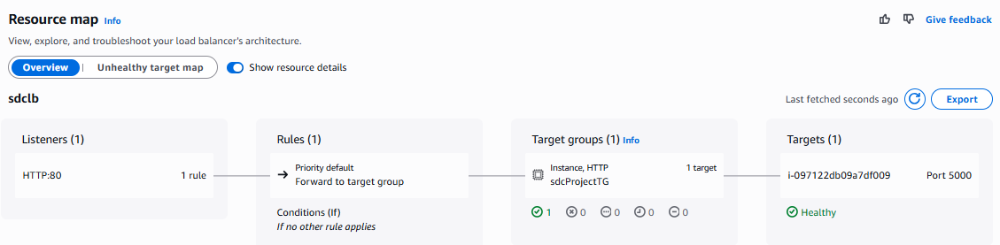 Resource map Info
Give feedback
View, explore, and troubleshoot your load balancer's architecture.
Overview Unhealthy target map Show resource details
sdclb
Last fetched seconds ago Export
Listeners (1)
HTTP:80 1 rule
Rules (1)
Priority default
Forward to target group
Conditions (If)
If no other rule applies
Target groups (1) Info
Instance, HTTP 1 target
sdcProjectTG
1 0 0 0 0
Targets (1)
i-097122db09a7df009 Port 5000
Healthy